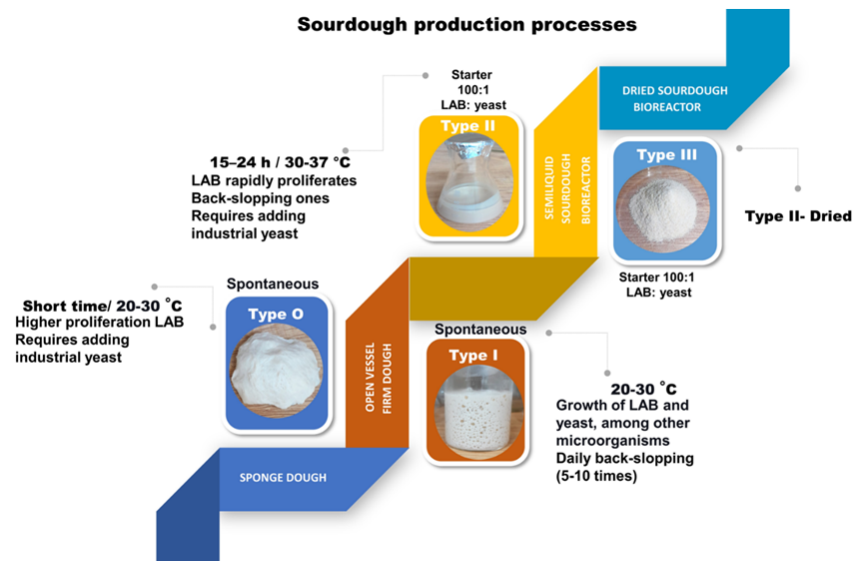 Sourdough production processes
Starter
100:1
LAB: yeast
Type II
15–24 h / 30-37 °C
LAB rapidly proliferates
Back-slopping ones
Requires adding
industrial yeast
SEMILIQUID
SOURDOUGH
BIOREACTOR
DRIED SOURDOUGH
BIOREACTOR
Type III
Type II- Dried
Starter 100:1
LAB: yeast
Spontaneous
Type O
Short time/ 20-30 ˚C
Higher proliferation LAB
Requires adding
industrial yeast
OPEN VESSEL
FIRM DOUGH
Spontaneous
Type I
20-30 ˚C
Growth of LAB and
yeast, among other
microorganisms
Daily back-slopping
(5-10 times)
SPONGE DOUGH